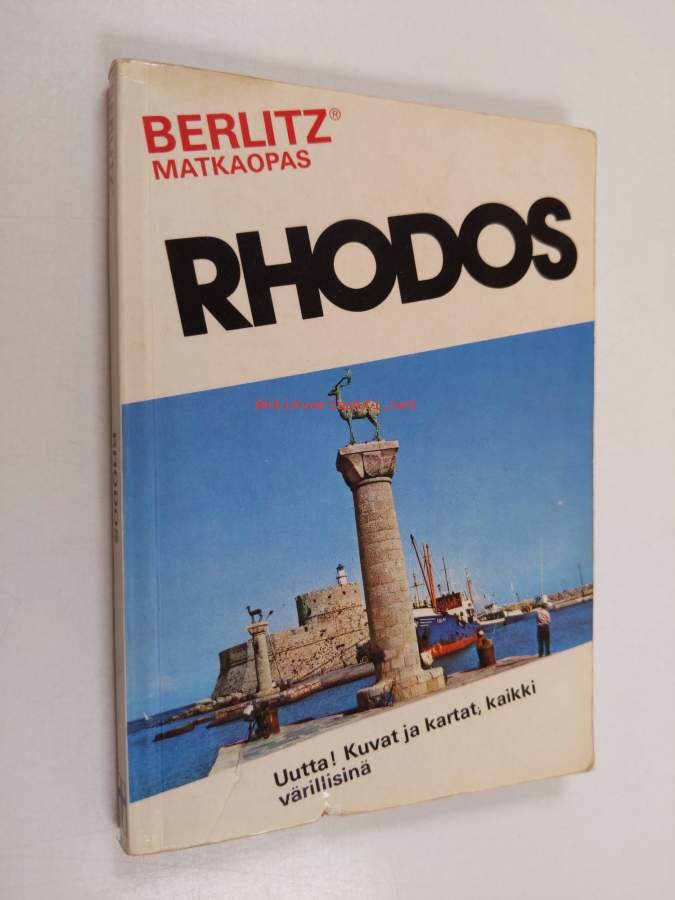 BERLITZ®
MATKAOPAS
RHODOS
Antikvariaatti.net
RHODOS
Uutta! Kuvat ja kartat, kaikki
värillisinä